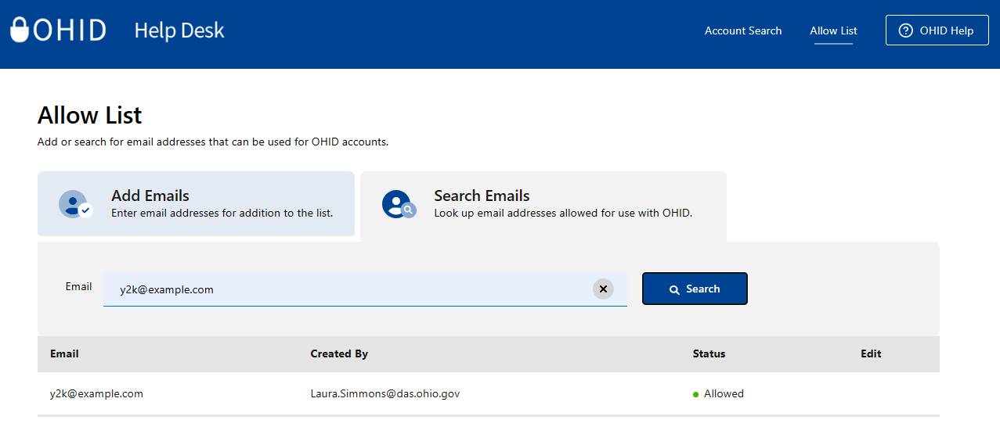 OHID Help Desk Account Search Allow List OHID Help
Allow List
Add or search for email addresses that can be used for OHID accounts.
Add Emails
Enter email addresses for addition to the list.
Search Emails
Look up email addresses allowed for use with OHID.
Email y2k@example.com Search
Email Created By Status Edit
y2k@example.com Laura.Simmons@das.ohio.gov Allowed